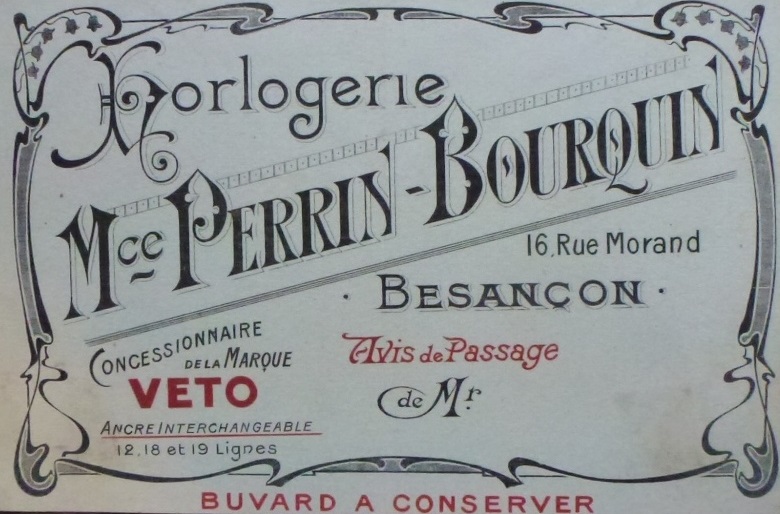 Horlogerie
Mce PERRIN-BOURQUIN
16, Rue Morand
· BESANÇON ·
CONCESSIONNAIRE
DE LA MARQUE
VETO
ANCRE INTERCHANGEABLE
12, 18 et 19 Lignes
Avis de Passage
de Mr
BUVARD A CONSERVER